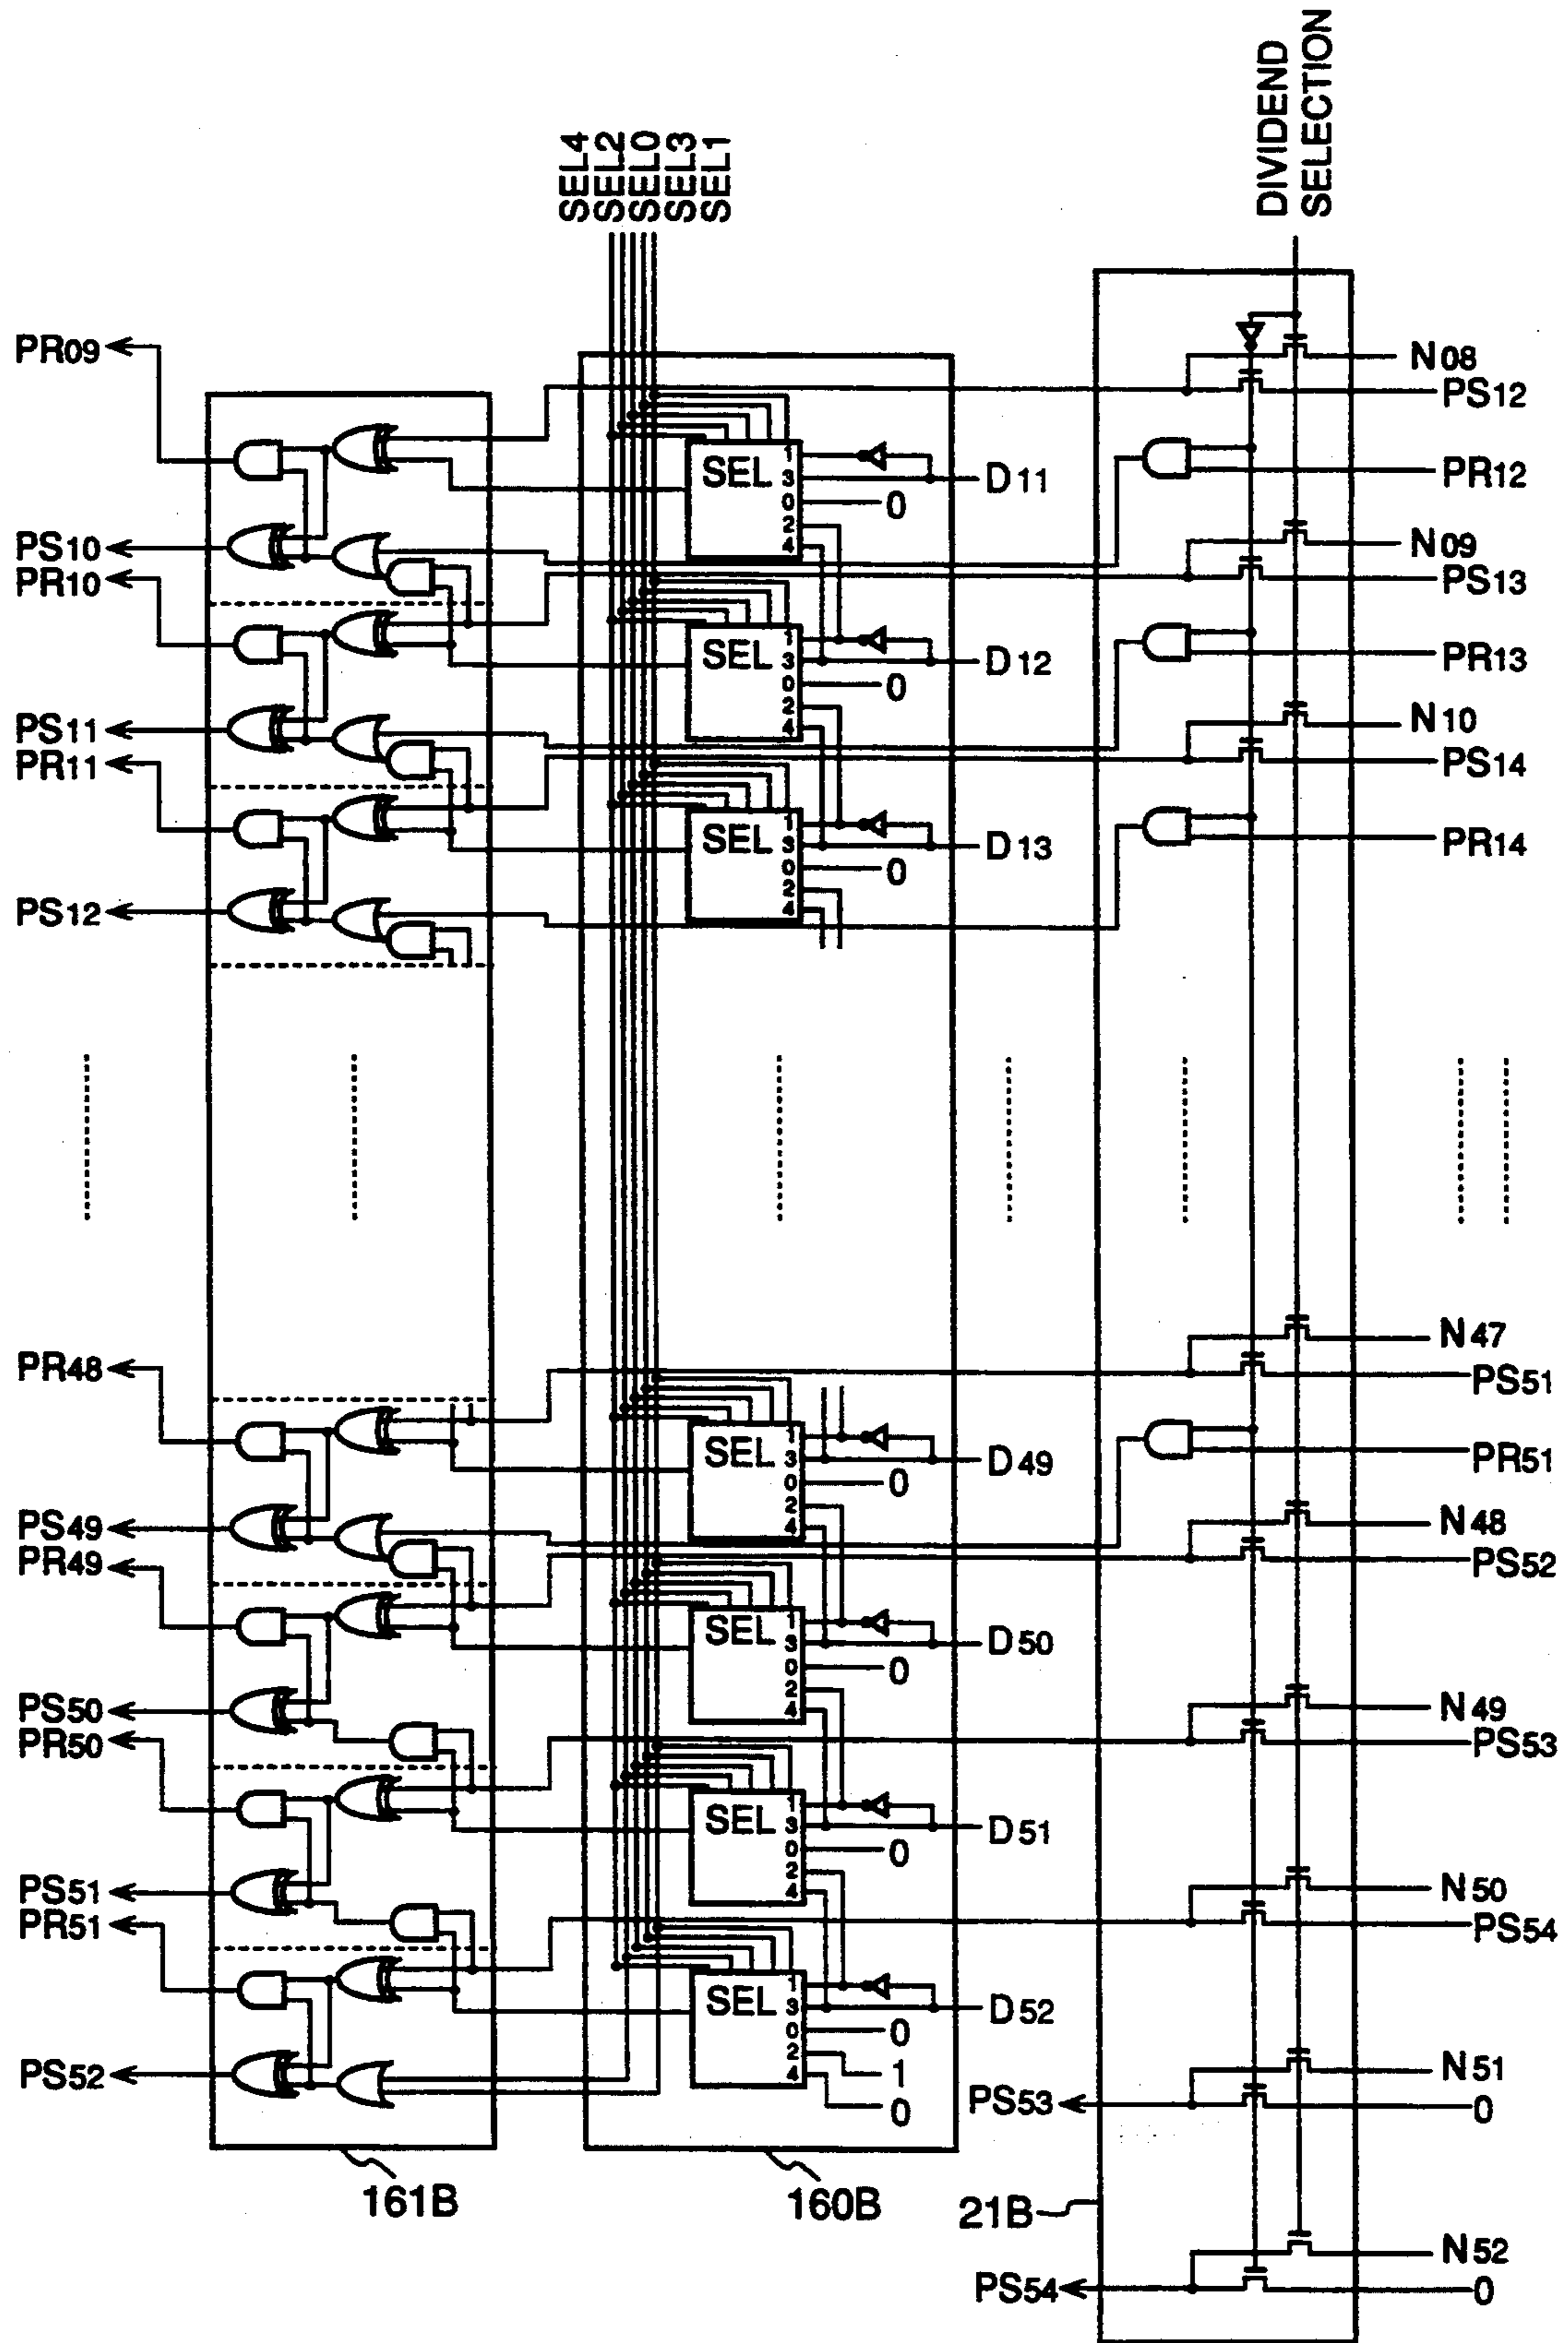 DIVIDEND
SELECTION
SEL4
SEL2
SEL0
SEL3
SEL1
PR09
N08
PS12
SEL 1 3 0 2 4
D11
0
PR12
PS10
N09
PR10
PS13
SEL 1 3 0 2 4
D12
0
PR13
PS11
N10
PR11
PS14
SEL 1 3 0 2 4
D13
0
PR14
PS12
N47
PR48
PS51
SEL 1 3 0 2 4
D49
0
PR51
PS49
N48
PR49
PS52
SEL 1 3 0 2 4
D50
0
PS50
N49
PR50
PS53
SEL 1 3 0 2 4
D51
0
PS51
N50
PR51
PS54
SEL 1 3 0 2 4
D52
0
1
0
PS52
N51
PS53
0
161B
160B
21B
N52
PS54
0